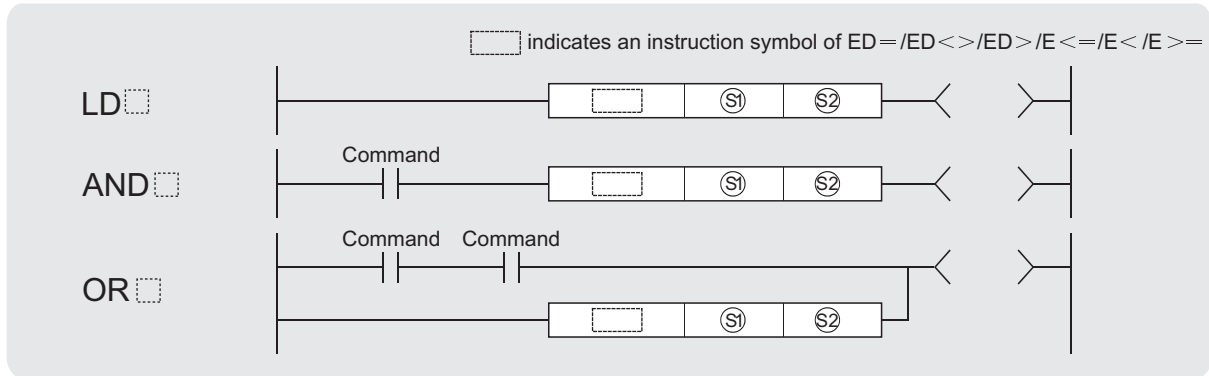 indicates an instruction symbol of ED=/ED<>/ED>/E<=/E</E>=
LD
S1 S2
Command
AND
S1 S2
Command Command
OR
S1 S2